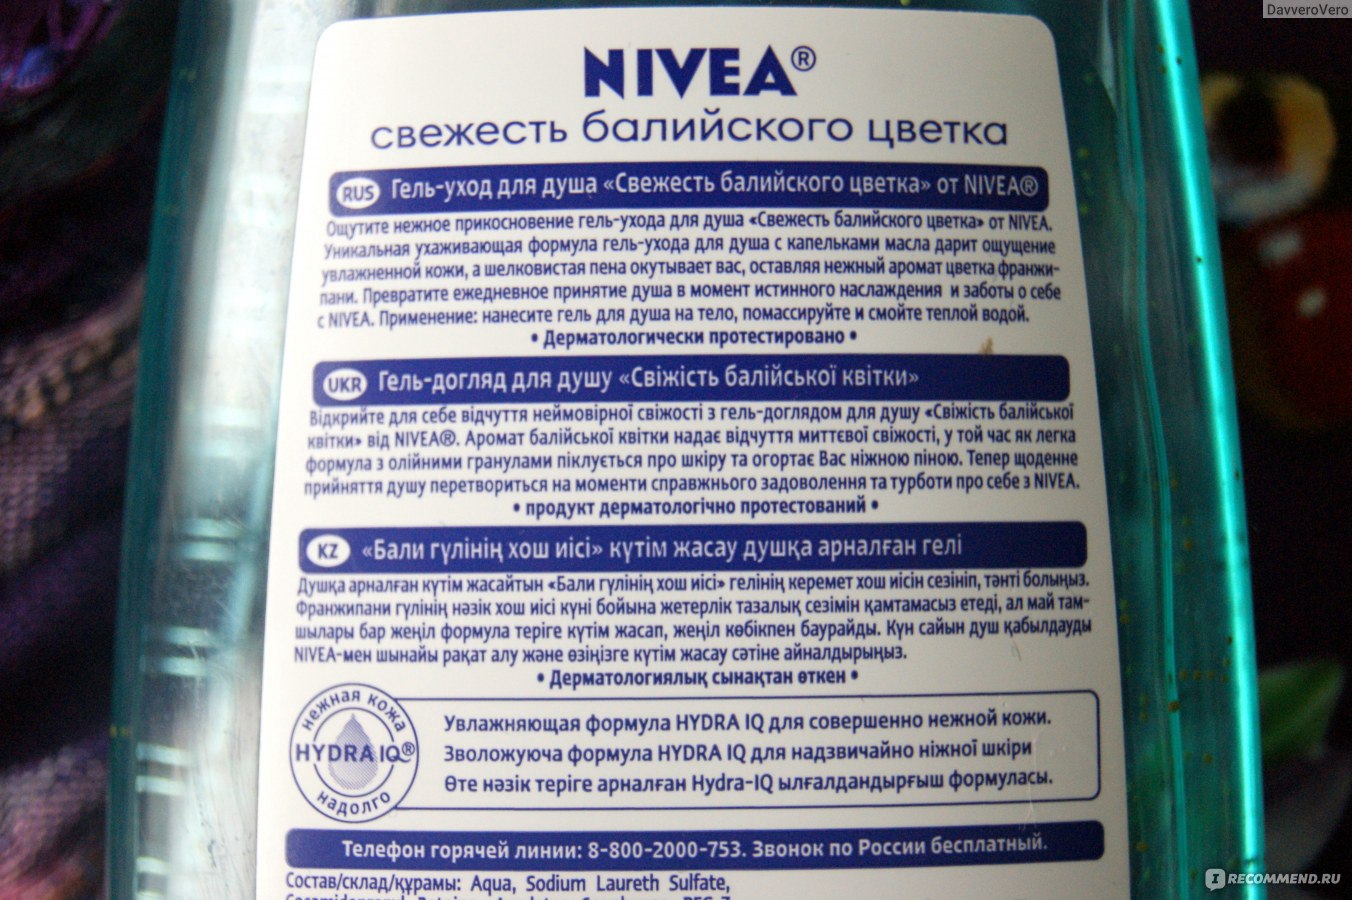 DavveroVero
NIVEA®
свежесть балийского цветка
RUS Гель-уход для душа «Свежесть балийского цветка» от NIVEA®
Ощутите нежное прикосновение гель-ухода для душа «Свежесть балийского цветка» от NIVEA.
Уникальная ухаживающая формула гель-ухода для душа с капельками масла дарит ощущение
увлажненной кожи, а шелковистая пена окутывает вас, оставляя нежный аромат цветка франжи-
пани. Превратите ежедневное принятие душа в момент истинного наслаждения и заботы о себе
с NIVEA. Применение: нанесите гель для душа на тело, помассируйте и смойте теплой водой.
• Дерматологически протестировано •
UKR Гель-догляд для душу «Свіжість балійської квітки»
Відкрийте для себе відчуття неймовірної свіжості з гель-доглядом для душу «Свіжість балійської
квітки» від NIVEA®. Аромат балійської квітки надає відчуття миттєвої свіжості, у той час як легка
формула з олійними гранулами піклується про шкіру та огортає Вас ніжною піною. Тепер щоденне
прийняття душу перетвориться на моменти справжнього задоволення та турботи про себе з NIVEA.
• продукт дерматологічно протестований •
KZ «Бали гүлінің хош иісі» күтім жасау душқа арналған гелі
Душқа арналған күтім жасайтын «Бали гүлінің хош иісі» гелінің керемет хош иісін сезініп, тәнті болыңыз.
Франжипани гүлінің нәзік хош иісі күні бойына жетерлік тазалық сезімін қамтамасыз етеді, ал май там-
шылары бар жеңіл формула теріге күтім жасап, жеңіл көбікпен баурайды. Күн сайын душ қабылдауды
NIVEA-мен шынайы рақат алу және өзіңізге күтім жасау сәтіне айналдырыңыз.
• Дерматологиялық сынақтан өткен •
нежная кожа
HYDRA IQ®
надолго
Увлажняющая формула HYDRA IQ для совершенно нежной кожи.
Зволожуюча формула HYDRA IQ для надзвичайно ніжної шкіри
Өте нәзік теріге арналған Hydra-IQ ылғалдандырғыш формуласы.
Телефон горячей линии: 8-800-2000-753. Звонок по России бесплатный.
Состав/склад/құрамы: Aqua, Sodium Laureth Sulfate,
IRECOMMEND.RU